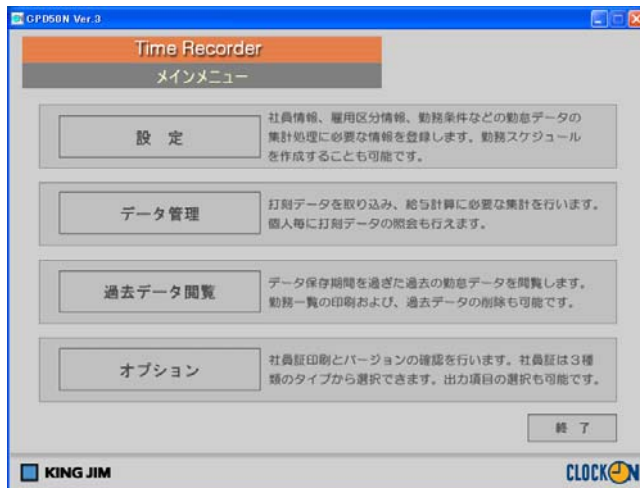 GPD50N Ver.3
Time Recorder
メインメニュー
設　定
社員情報、雇用区分情報、勤務条件などの勤怠データの
集計処理に必要な情報を登録します。勤務スケジュール
を作成することも可能です。
データ管理
打刻データを取り込み、給与計算に必要な集計を行います。
個人毎に打刻データの照会も行えます。
過去データ閲覧
データ保存期間を過ぎた過去の勤怠データを閲覧します。
勤務一覧の印刷および、過去データの削除も可能です。
オプション
社員証印刷とバージョンの確認を行います。社員証は３種
類のタイプから選択できます。出力項目の選択も可能です。
終　了
KING JIM
CLOCK ON